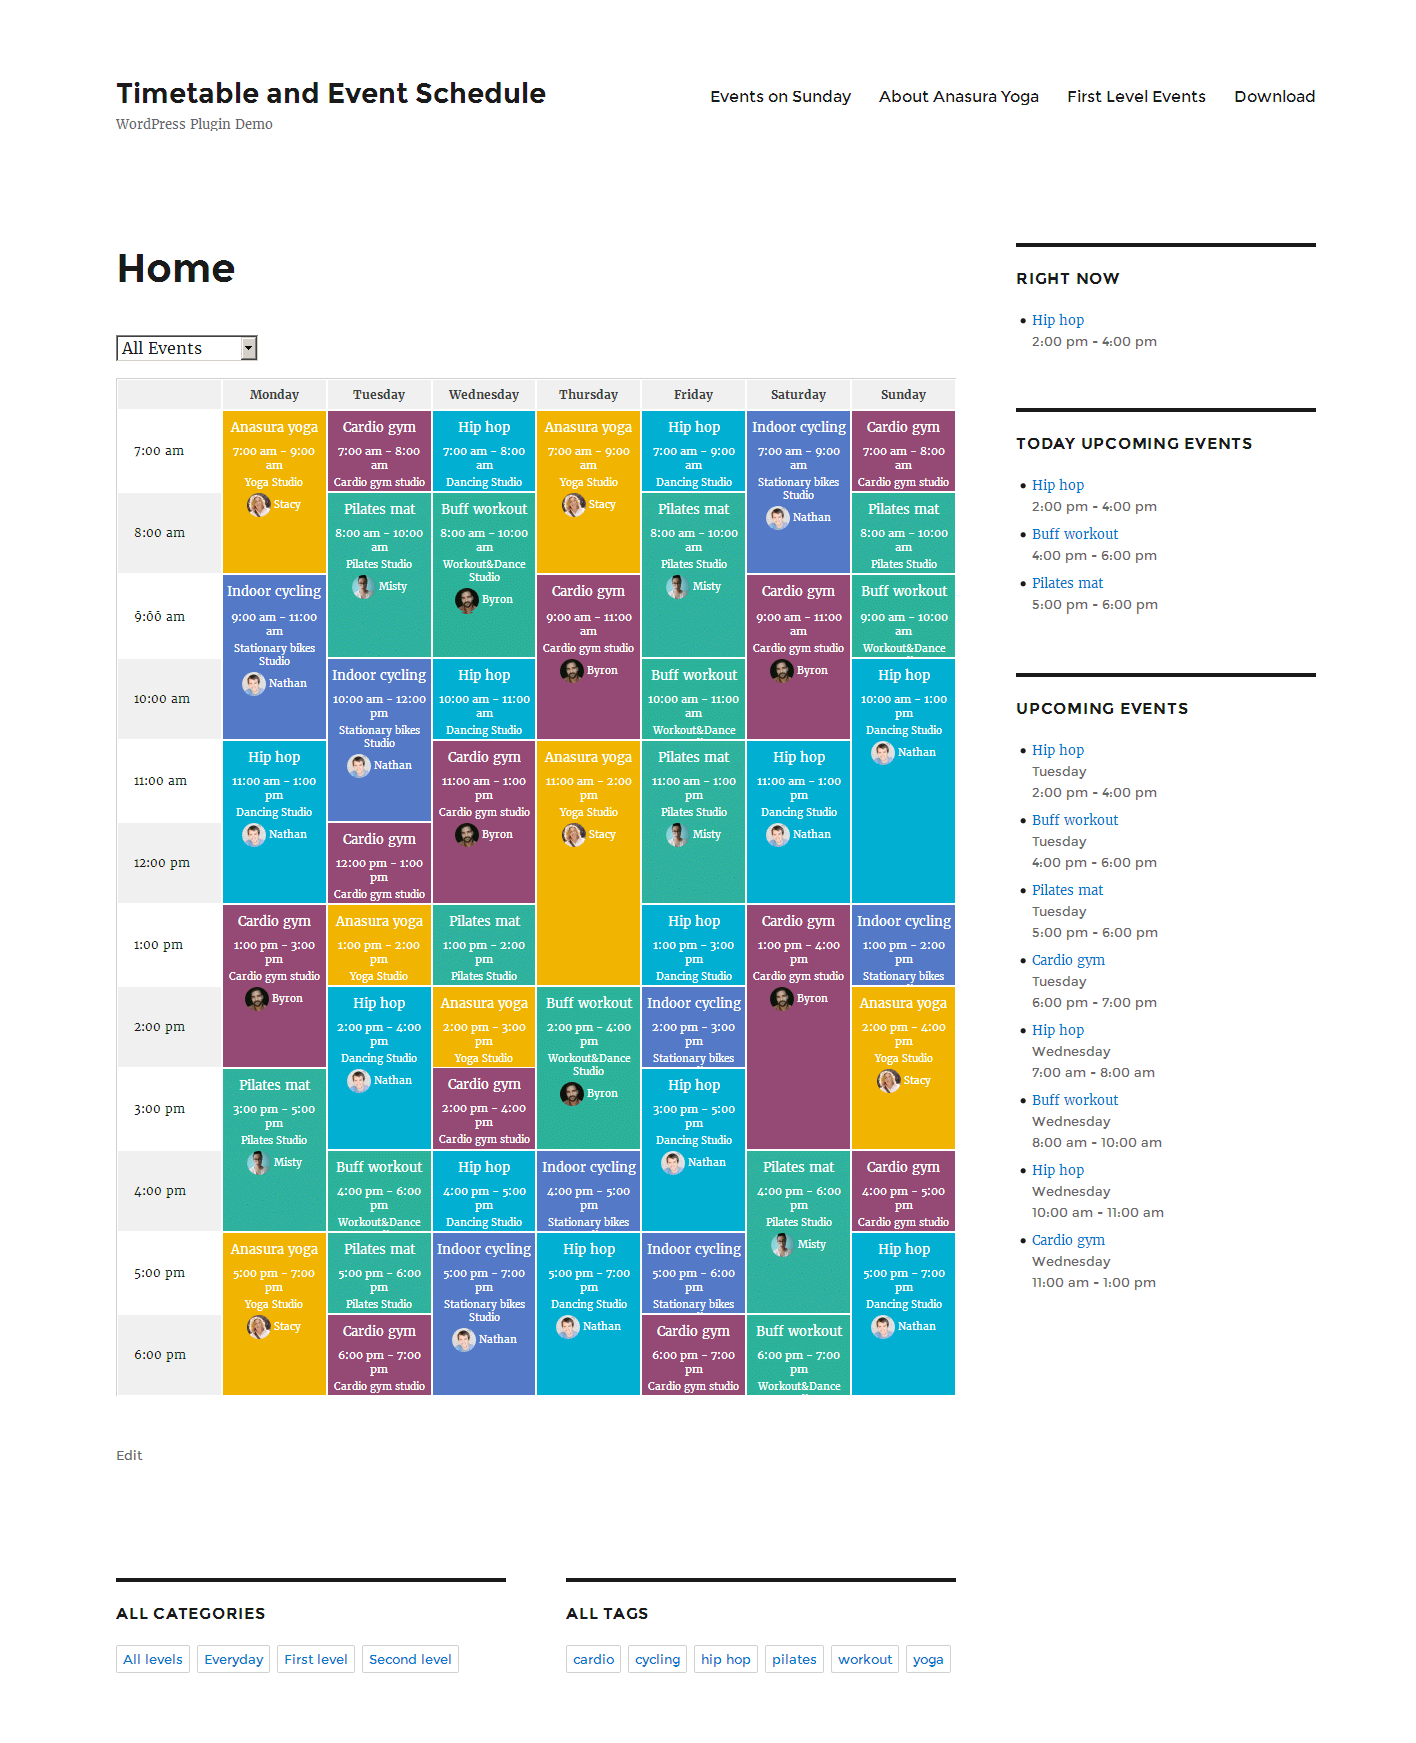 Timetable and Event Schedule
WordPress Plugin Demo
Events on Sunday
About Anasura Yoga
First Level Events
Download
Home
All Events
Monday
Tuesday
Wednesday
Thursday
Friday
Saturday
Sunday
7:00 am
8:00 am
9:00 am
10:00 am
11:00 am
12:00 pm
1:00 pm
2:00 pm
3:00 pm
4:00 pm
5:00 pm
6:00 pm
Anasura yoga
7:00 am - 9:00
am
Yoga Studio
Stacy
Indoor cycling
9:00 am - 11:00
am
Stationary bikes
Studio
Nathan
Hip hop
11:00 am - 1:00
pm
Dancing Studio
Nathan
Cardio gym
1:00 pm - 3:00
pm
Cardio gym studio
Byron
Pilates mat
3:00 pm - 5:00
pm
Pilates Studio
Misty
Anasura yoga
5:00 pm - 7:00
pm
Yoga Studio
Stacy
Cardio gym
7:00 am - 8:00
am
Cardio gym studio
Pilates mat
8:00 am - 10:00
am
Pilates Studio
Misty
Indoor cycling
10:00 am - 12:00
pm
Stationary bikes
Studio
Nathan
Cardio gym
12:00 pm - 1:00
pm
Cardio gym studio
Anasura yoga
1:00 pm - 2:00
pm
Yoga Studio
Hip hop
2:00 pm - 4:00
pm
Dancing Studio
Nathan
Buff workout
4:00 pm - 6:00
pm
Workout&Dance
Pilates mat
5:00 pm - 6:00
pm
Pilates Studio
Cardio gym
6:00 pm - 7:00
pm
Cardio gym studio
Hip hop
7:00 am - 8:00
am
Dancing Studio
Buff workout
8:00 am - 10:00
am
Workout&Dance
Studio
Byron
Hip hop
10:00 am - 11:00
am
Dancing Studio
Cardio gym
11:00 am - 1:00
pm
Cardio gym studio
Byron
Pilates mat
1:00 pm - 2:00
pm
Pilates Studio
Anasura yoga
2:00 pm - 3:00
pm
Yoga Studio
Cardio gym
2:00 pm - 4:00
pm
Cardio gym studio
Hip hop
4:00 pm - 5:00
pm
Dancing Studio
Indoor cycling
5:00 pm - 7:00
pm
Stationary bikes
Studio
Nathan
Anasura yoga
7:00 am - 9:00
am
Yoga Studio
Stacy
Cardio gym
9:00 am - 11:00
am
Cardio gym studio
Byron
Anasura yoga
11:00 am - 2:00
pm
Yoga Studio
Stacy
Buff workout
2:00 pm - 4:00
pm
Workout&Dance
Studio
Byron
Indoor cycling
4:00 pm - 5:00
pm
Stationary bikes
Hip hop
5:00 pm - 7:00
pm
Dancing Studio
Nathan
Hip hop
7:00 am - 9:00
am
Dancing Studio
Pilates mat
8:00 am - 10:00
am
Pilates Studio
Misty
Buff workout
10:00 am - 11:00
am
Workout&Dance
Pilates mat
11:00 am - 1:00
pm
Pilates Studio
Misty
Hip hop
1:00 pm - 3:00
pm
Dancing Studio
Indoor cycling
2:00 pm - 3:00
pm
Stationary bikes
Hip hop
3:00 pm - 5:00
pm
Dancing Studio
Nathan
Indoor cycling
5:00 pm - 6:00
pm
Stationary bikes
Cardio gym
6:00 pm - 7:00
pm
Cardio gym studio
Indoor cycling
7:00 am - 9:00
am
Stationary bikes
Studio
Nathan
Cardio gym
9:00 am - 11:00
am
Cardio gym studio
Byron
Hip hop
11:00 am - 1:00
pm
Dancing Studio
Nathan
Cardio gym
1:00 pm - 4:00
pm
Cardio gym studio
Byron
Pilates mat
4:00 pm - 6:00
pm
Pilates Studio
Misty
Buff workout
6:00 pm - 7:00
pm
Workout&Dance
Cardio gym
7:00 am - 8:00
am
Cardio gym studio
Pilates mat
8:00 am - 10:00
am
Pilates Studio
Buff workout
9:00 am - 10:00
am
Workout&Dance
Hip hop
10:00 am - 1:00
pm
Dancing Studio
Nathan
Indoor cycling
1:00 pm - 2:00
pm
Stationary bikes
Anasura yoga
2:00 pm - 4:00
pm
Yoga Studio
Stacy
Cardio gym
4:00 pm - 5:00
pm
Cardio gym studio
Hip hop
5:00 pm - 7:00
pm
Dancing Studio
Nathan
Edit
RIGHT NOW
Hip hop
2:00 pm - 4:00 pm
TODAY UPCOMING EVENTS
Hip hop
2:00 pm - 4:00 pm
Buff workout
4:00 pm - 6:00 pm
Pilates mat
5:00 pm - 6:00 pm
UPCOMING EVENTS
Hip hop
Tuesday
2:00 pm - 4:00 pm
Buff workout
Tuesday
4:00 pm - 6:00 pm
Pilates mat
Tuesday
5:00 pm - 6:00 pm
Cardio gym
Tuesday
6:00 pm - 7:00 pm
Hip hop
Wednesday
7:00 am - 8:00 am
Buff workout
Wednesday
8:00 am - 10:00 am
Hip hop
Wednesday
10:00 am - 11:00 am
Cardio gym
Wednesday
11:00 am - 1:00 pm
ALL CATEGORIES
All levels
Everyday
First level
Second level
ALL TAGS
cardio
cycling
hip hop
pilates
workout
yoga